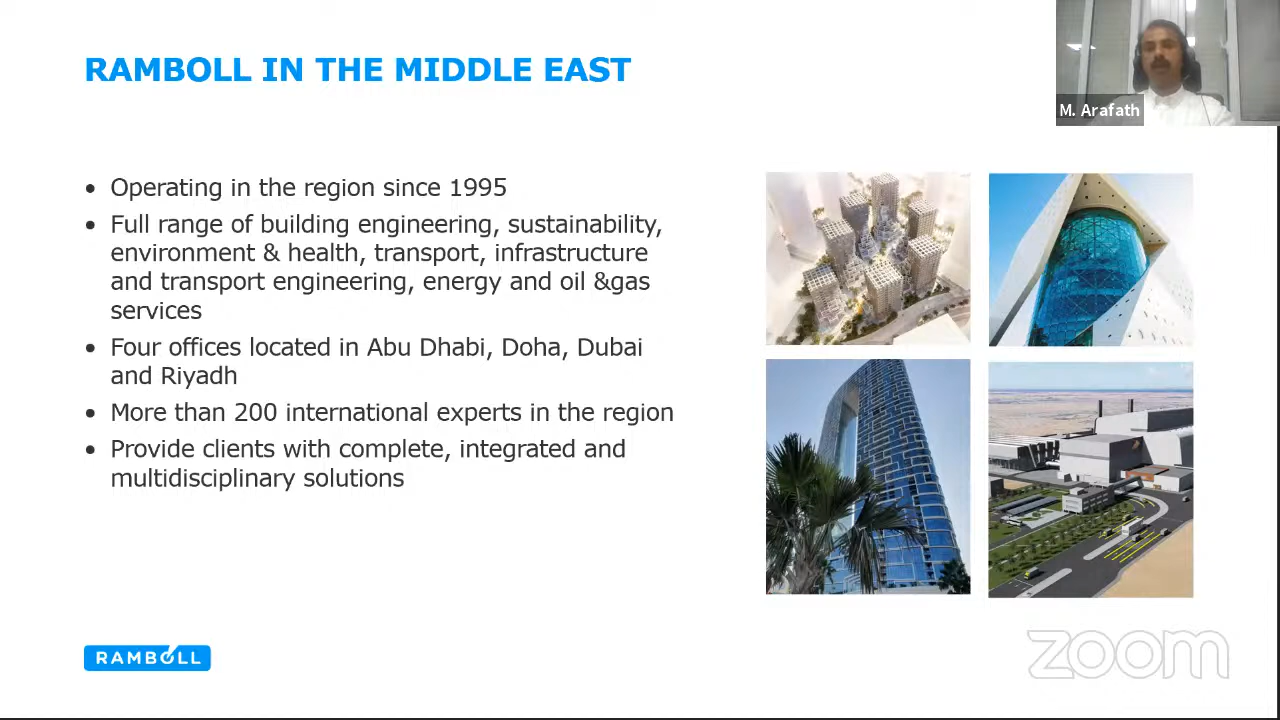 RAMBOLL IN THE MIDDLE EAST
M. Arafath
• Operating in the region since 1995
• Full range of building engineering, sustainability,
environment & health, transport, infrastructure
and transport engineering, energy and oil &gas
services
• Four offices located in Abu Dhabi, Doha, Dubai
and Riyadh
• More than 200 international experts in the region
• Provide clients with complete, integrated and
multidisciplinary solutions
RAMBOLL
zoom